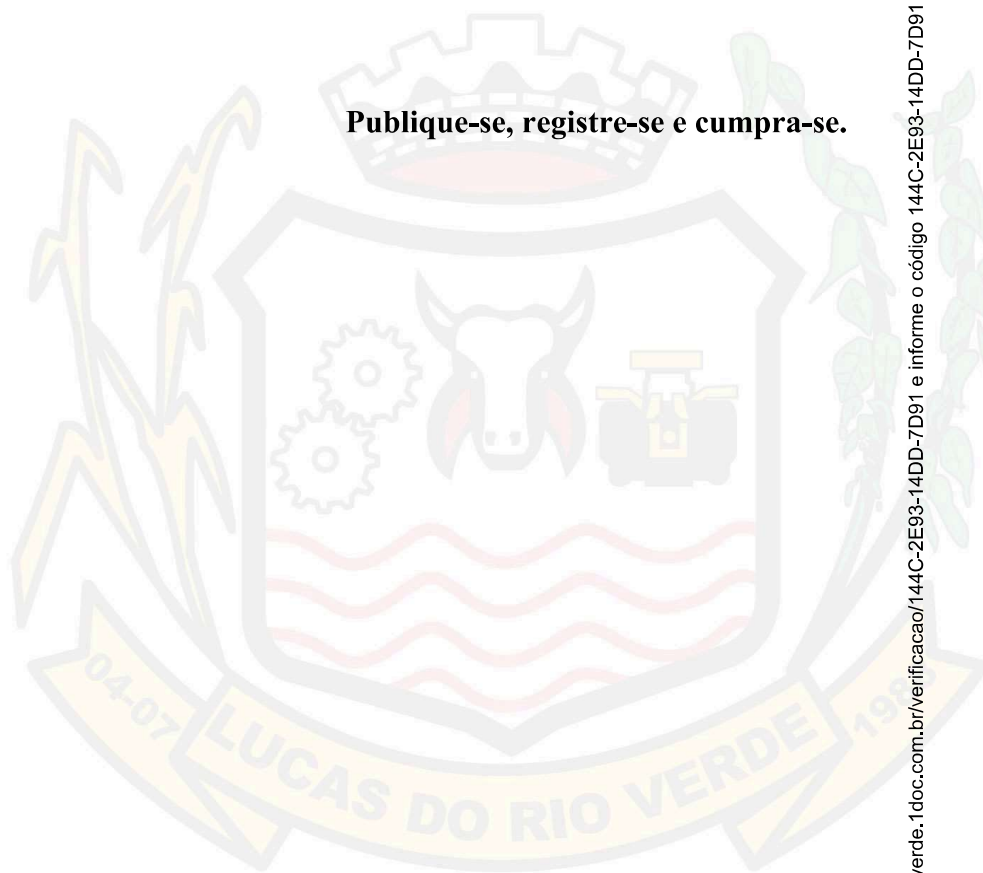 Publique-se, registre-se e cumpra-se.
04-07
LUCAS DO RIO VERDE
verde.1doc.com.br/verificacao/144C-2E93-14DD-7D91 e informe o código 144C-2E93-14DD-7D91